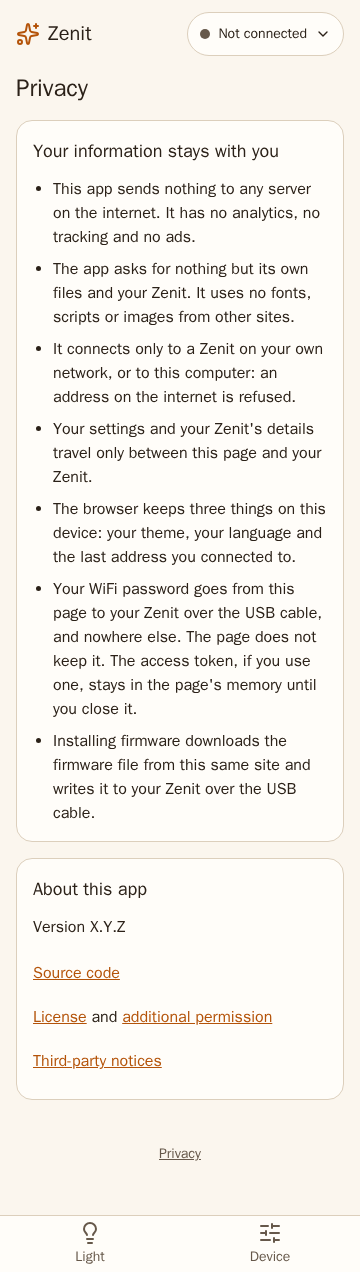 Zenit
Not connected
Privacy
Your information stays with you
• This app sends nothing to any server
on the internet. It has no analytics, no
tracking and no ads.
• The app asks for nothing but its own
files and your Zenit. It uses no fonts,
scripts or images from other sites.
• It connects only to a Zenit on your own
network, or to this computer: an
address on the internet is refused.
• Your settings and your Zenit's details
travel only between this page and your
Zenit.
• The browser keeps three things on this
device: your theme, your language and
the last address you connected to.
• Your WiFi password goes from this
page to your Zenit over the USB cable,
and nowhere else. The page does not
keep it. The access token, if you use
one, stays in the page's memory until
you close it.
• Installing firmware downloads the
firmware file from this same site and
writes it to your Zenit over the USB
cable.
About this app
Version X.Y.Z
Source code
License and additional permission
Third-party notices
Privacy
Light
Device